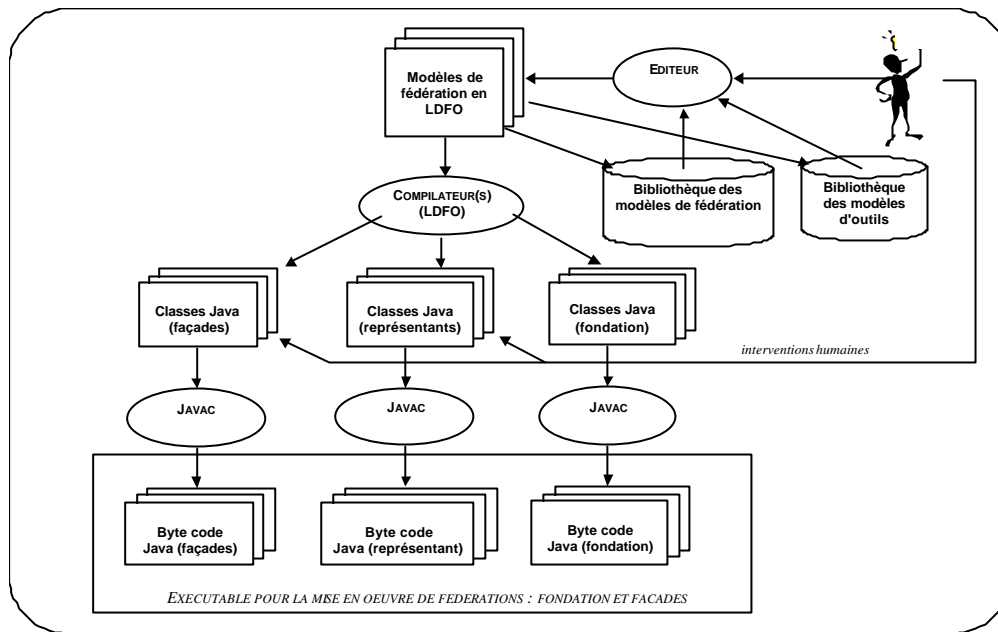 Modèles de
fédération en
LDFO
EDITEUR
COMPILATEUR(S)
(LDFO)
Bibliothèque des
modèles de fédération
Bibliothèque
des modèles
d'outils
Classes Java
(façades)
Classes Java
(représentants)
Classes Java
(fondation)
interventions humaines
JAVAC
JAVAC
JAVAC
Byte code
Java (façades)
Byte code
Java (représentant)
Byte code
Java (fondation)
EXECUTABLE POUR LA MISE EN OEUVRE DE FEDERATIONS : FONDATION ET FACADES